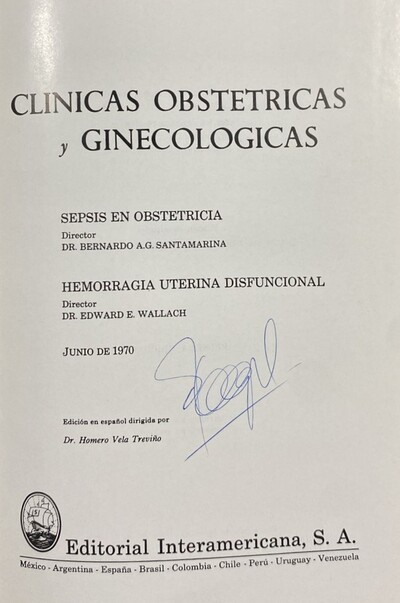 CLINICAS OBSTETRICAS
y GINECOLOGICAS
SEPSIS EN OBSTETRICIA
Director
DR. BERNARDO A.G. SANTAMARINA
HEMORRAGIA UTERINA DISFUNCIONAL
Director
DR. EDWARD E. WALLACH
JUNIO DE 1970
Edición en español dirigida por
Dr. Homero Vela Treviño
Editorial Interamericana, S. A.
México - Argentina - España - Brasil - Colombia - Chile - Perú - Uruguay - Venezuela